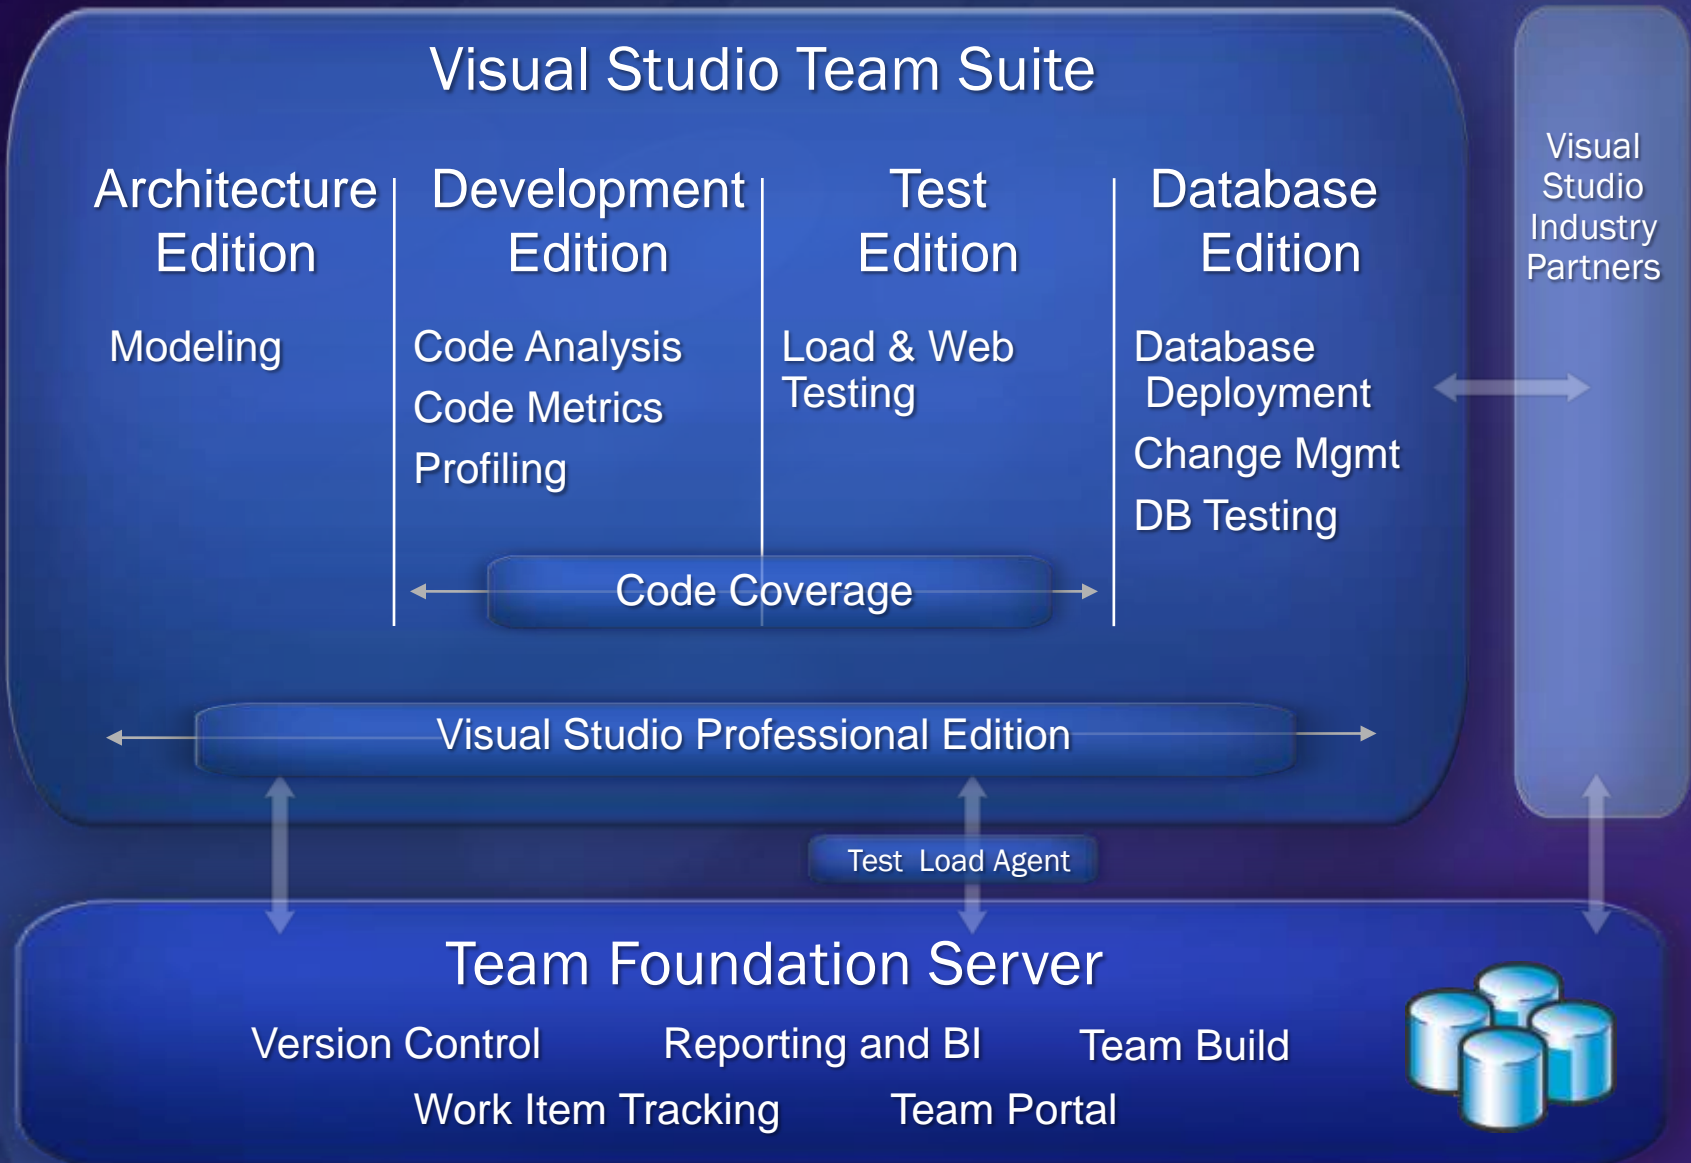 Visual Studio Team Suite
Architecture
Edition
Modeling
Development
Edition
Code Analysis
Code Metrics
Profiling
Test
Edition
Load & Web
Testing
Database
Edition
Database
Deployment
Change Mgmt
DB Testing
Code Coverage
Visual Studio Professional Edition
Visual
Studio
Industry
Partners
Test Load Agent
Team Foundation Server
Version Control
Reporting and BI
Team Build
Work Item Tracking
Team Portal